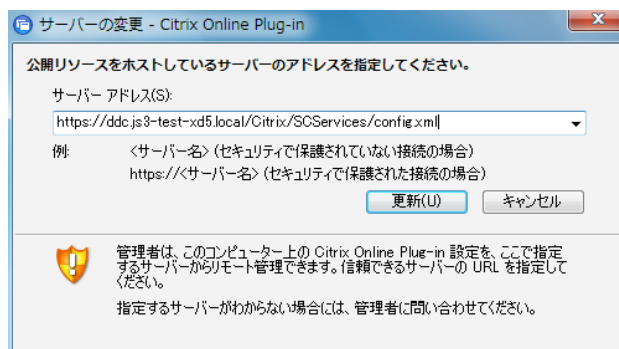 サーバーの変更 - Citrix Online Plug-in
公開リソースをホストしているサーバーのアドレスを指定してください。
サーバー アドレス(S):
https://ddc.js3-test-xd5.local/Citrix/SCServices/config.xml
例: <サーバー名> (セキュリティで保護されていない接続の場合)
https://<サーバー名> (セキュリティで保護された接続の場合)
更新(U) キャンセル
管理者は、このコンピューター上の Citrix Online Plug-in 設定を、ここで指定
するサーバーからリモート管理できます。信頼できるサーバーの URL を指定して
ください。
指定するサーバーがわからない場合には、管理者に問い合わせてください。